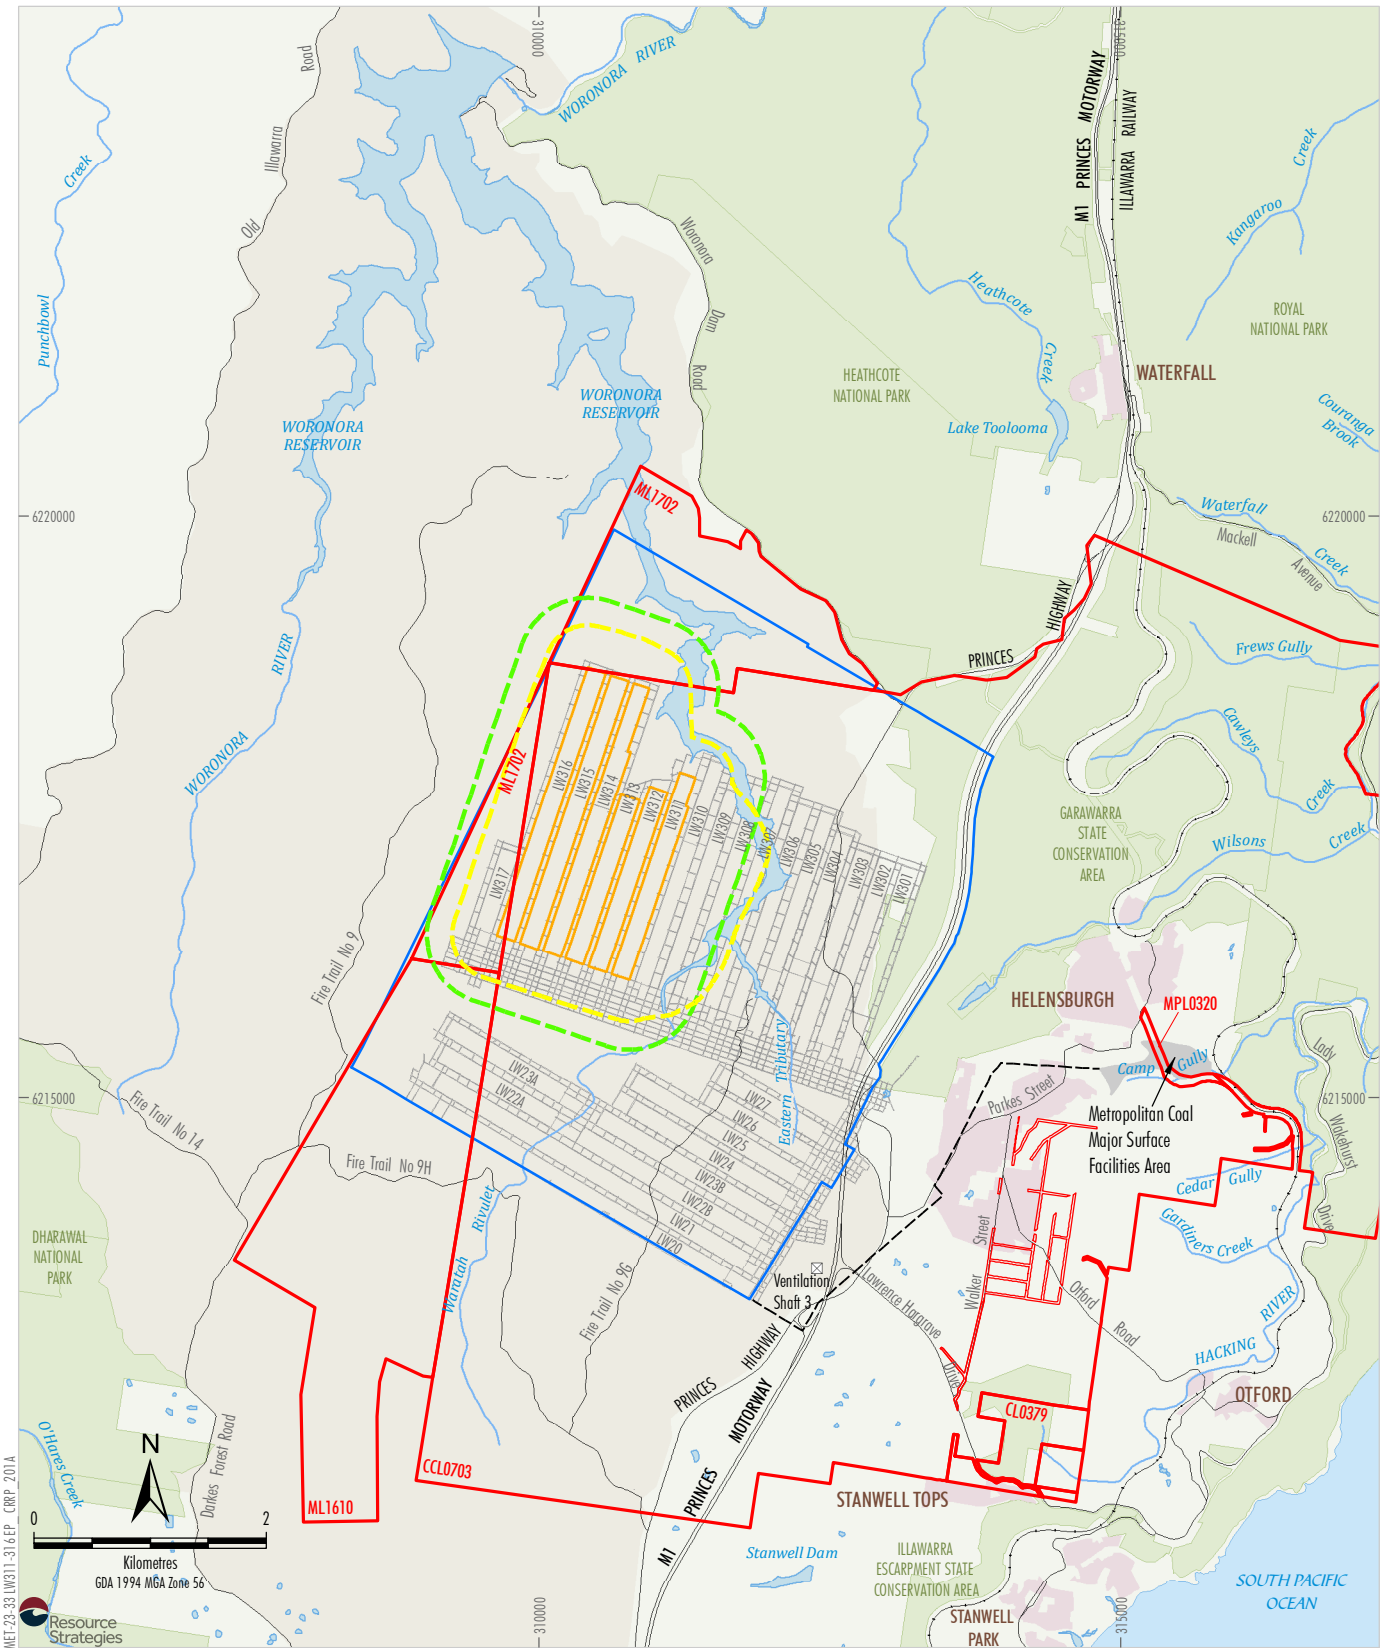 310000
315000
WORONORA RIVER
Road
Illawarra
Old
M1 PRINCES MOTORWAY
ILLAWARRA RAILWAY
Creek
Punchbowl
Creek
Kangaroo
Woronora
Dam
Road
Heathcote
Creek
ROYAL
NATIONAL PARK
WATERFALL
HEATHCOTE
NATIONAL PARK
WORONORA
RESERVOIR
WORONORA
RESERVOIR
Lake Toolooma
Couranga
Brook
6220000
6220000
ML1702
Waterfall
Creek
Mackell
Avenue
HIGHWAY
PRINCES
Frews Gully
RIVER
WORONORA
Cawleys
Creek
ML1702
LW316
LW315
LW314
LW313
LW312
LW311
LW310
LW309
LW308
LW307
LW306
LW305
LW304
LW303
LW302
LW301
LW317
GARAWARRA
STATE
CONSERVATION
AREA
Wilsons
Creek
Fire Trail No 9
HELENSBURGH
MPL0320
Camp Gully
Lady
Wakehurst
Drive
6215000
6215000
Parkes Street
Metropolitan Coal
Major Surface
Facilities Area
LW23A
LW22A
Eastern Tributary
LW27
LW26
LW25
LW24
LW23B
LW22B
LW21
LW20
Fire Trail No 14
Fire Trail No 9H
Cedar Gully
Gardiners Creek
Waratah Rivulet
Fire Trail No 9G
DHARAWAL
NATIONAL
PARK
Ventilation
Shaft 3
Lawrence Hargrave
Drive
Walker
Street
Otford
Road
HACKING RIVER
PRINCES
HIGHWAY
OTFORD
CL0379
CCL0703
ML1610
M1
PRINCES
MOTORWAY
STANWELL TOPS
O'Hares Creek
Darkes Forest Road
N
0
2
Kilometres
GDA 1994 MGA Zone 56
Stanwell Dam
ILLAWARRA
ESCARPMENT STATE
CONSERVATION AREA
STANWELL
PARK
SOUTH PACIFIC
OCEAN
310000
315000
Resource
Strategies
MET-23-33 LW311-316 EP_CRRP_201A